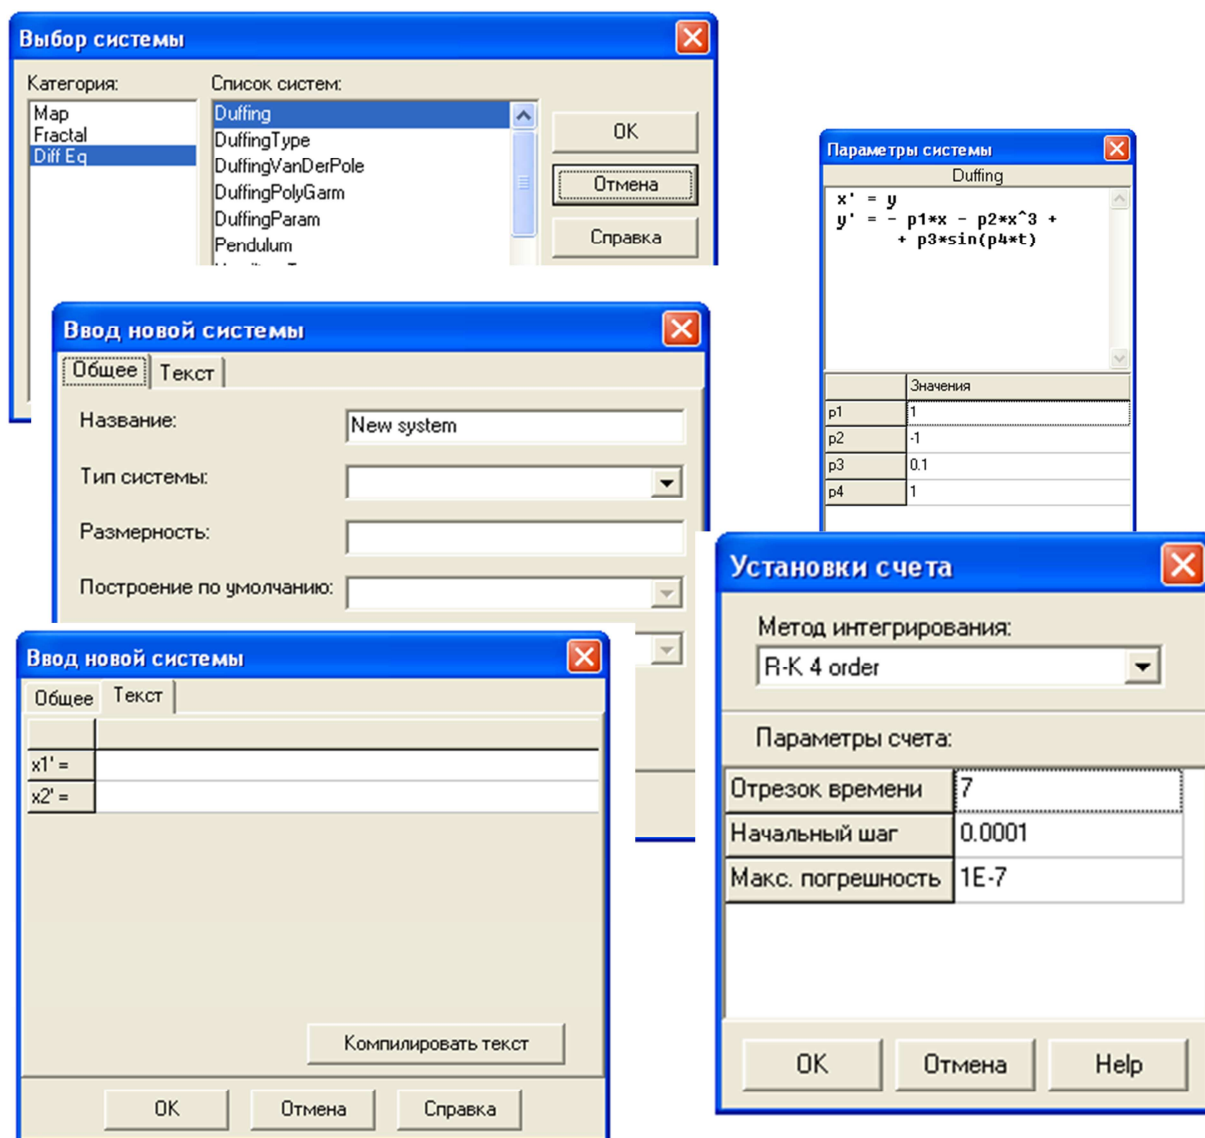 Выбор системы
Категория:
Map
Fractal
Diff Eq
Список систем:
Duffing
DuffingType
DuffingVanDerPole
DuffingPolyGarm
DuffingParam
Pendulum
OK
Отмена
Справка
Параметры системы
Duffing
x' = y
y' = - p1*x - p2*x^3 +
+ p3*sin(p4*t)
Значения
p1 1
p2 -1
p3 0.1
p4 1
Ввод новой системы
Общее Текст
Название: New system
Тип системы:
Размерность:
Построение по умолчанию:
Ввод новой системы
Общее Текст
x1' =
x2' =
Компилировать текст
OK Отмена Справка
Установки счета
Метод интегрирования:
R-K 4 order
Параметры счета:
Отрезок времени 7
Начальный шаг 0.0001
Макс. погрешность 1E-7
OK Отмена Help